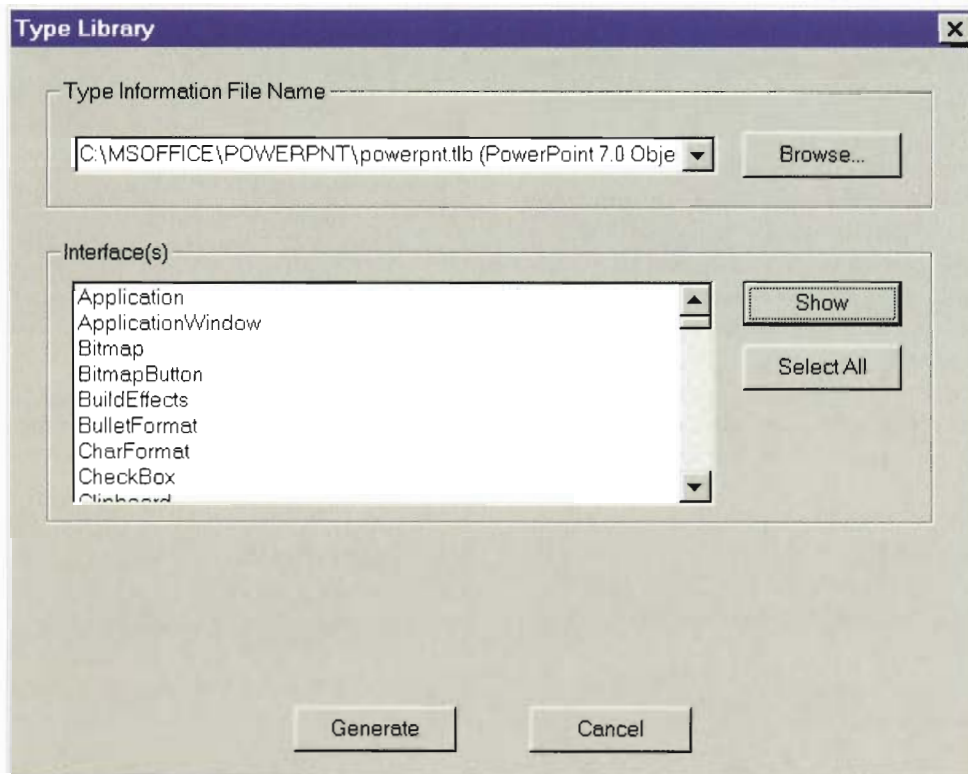 Type Library
Type Information File Name
C:\MSOFFICE\POWERPNT\powerpnt.tlb (PowerPoint 7.0 Obje
Browse...
Interface(s)
Application
ApplicationWindow
Bitmap
BitmapButton
BuildEffects
BulletFormat
CharFormat
CheckBox
Clipboard
Show
Select All
Generate
Cancel